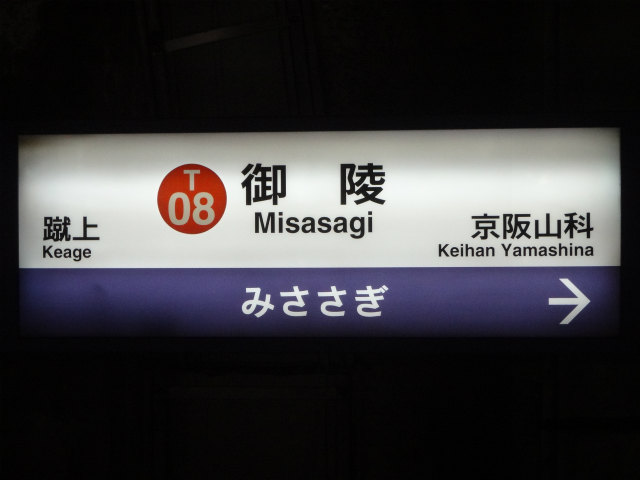 T
08
御 陵
Misasagi
蹴上
Keage
京阪山科
Keihan Yamashina
みささぎ
→